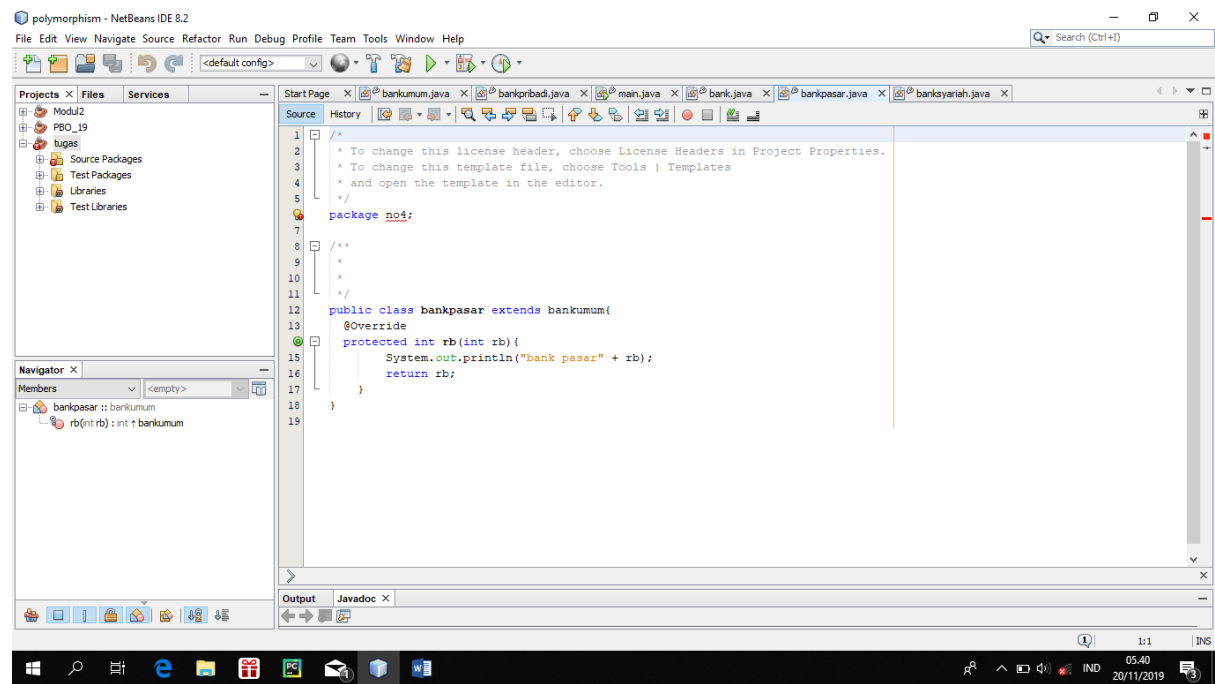 polymorphism - NetBeans IDE 8.2
File Edit View Navigate Source Refactor Run Debug Profile Team Tools Window Help
Search (Ctrl+I)
<default config>
Projects Files Services
Start Page bankumum.java bankpribadi.java main.java bank.java bankpasar.java banksyariah.java
Modul2
PBO_19
tugas
Source Packages
Test Packages
Libraries
Test Libraries
Source History
1 /*
2 * To change this license header, choose License Headers in Project Properties.
3 * To change this template file, choose Tools | Templates
4 * and open the template in the editor.
5 */
package no4;
7
8 /**
9 *
10 *
11 */
12 public class bankpasar extends bankumum{
13 @Override
protected int rb(int rb){
15 System.out.println("bank pasar" + rb);
16 return rb;
17 }
18 }
19
Navigator
Members <empty>
bankpasar :: bankumum
rb(int rb) : int ↑ bankumum
Output Javadoc
1 1:1 INS
IND 05.40
20/11/2019